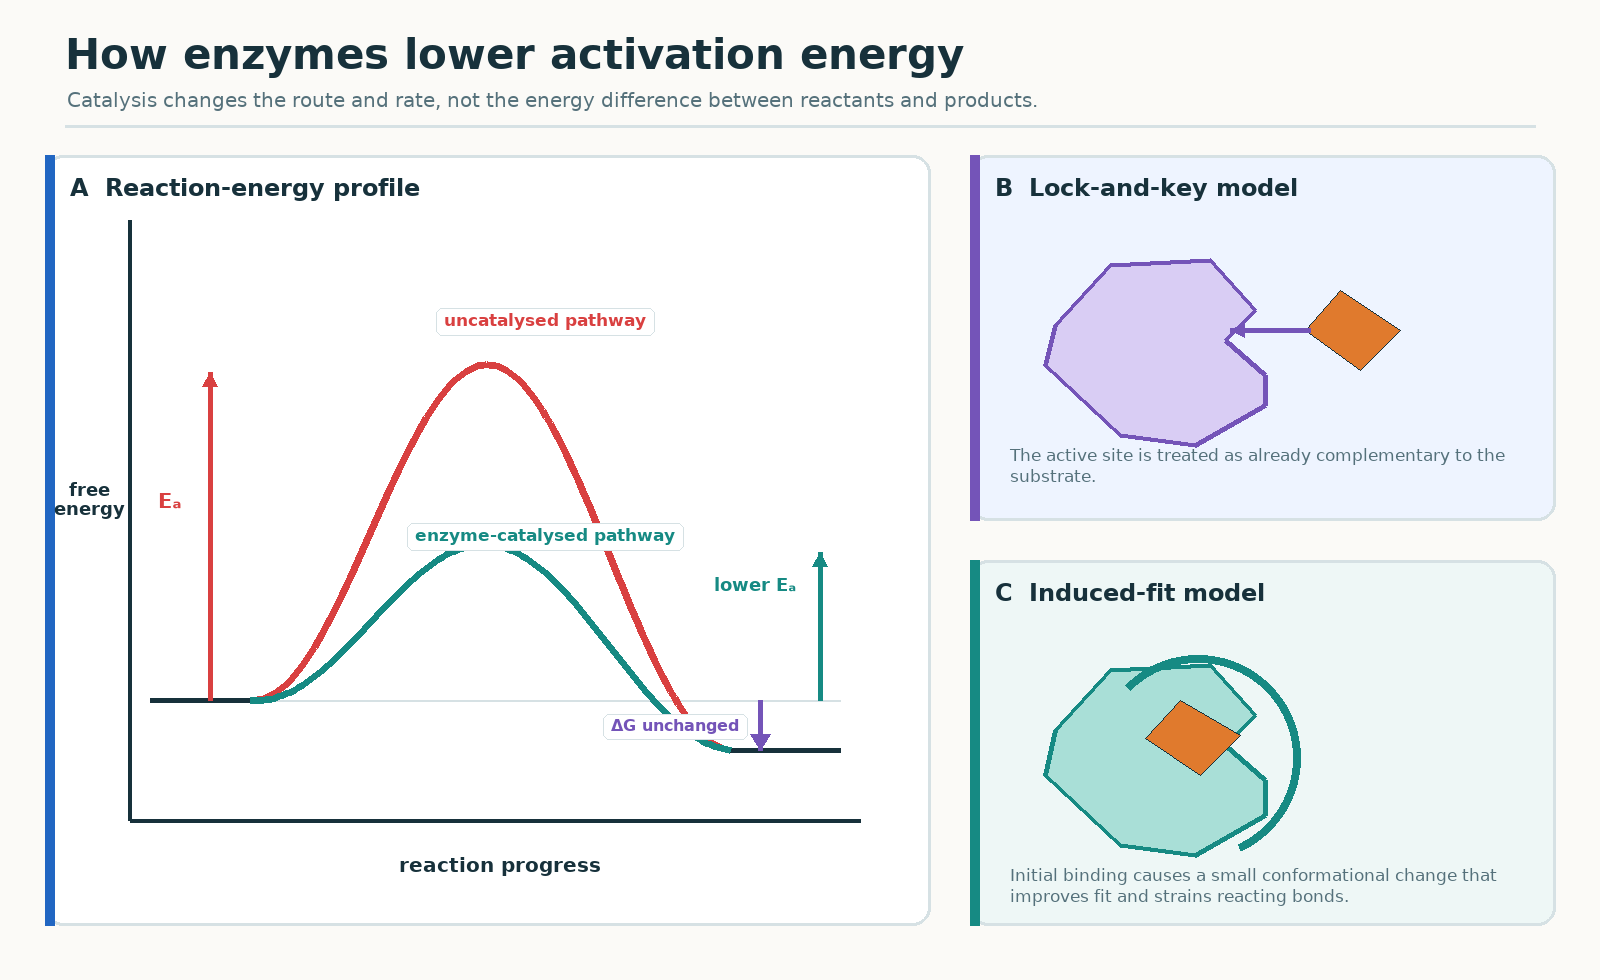 How enzymes lower activation energy
Catalysis changes the route and rate, not the energy difference between reactants and products.
A Reaction-energy profile
uncatalysed pathway
free
energy
Eₐ
enzyme-catalysed pathway
lower Eₐ
ΔG unchanged
reaction progress
B Lock-and-key model
The active site is treated as already complementary to the
substrate.
C Induced-fit model
Initial binding causes a small conformational change that
improves fit and strains reacting bonds.